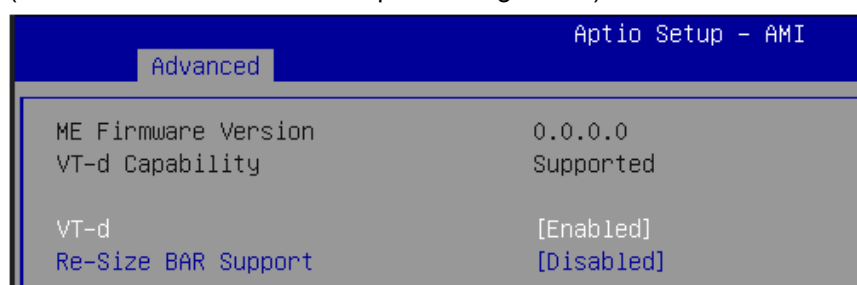 Aptio Setup – AMI
Advanced
ME Firmware Version 0.0.0.0
VT-d Capability Supported
VT-d [Enabled]
Re-Size BAR Support [Disabled]